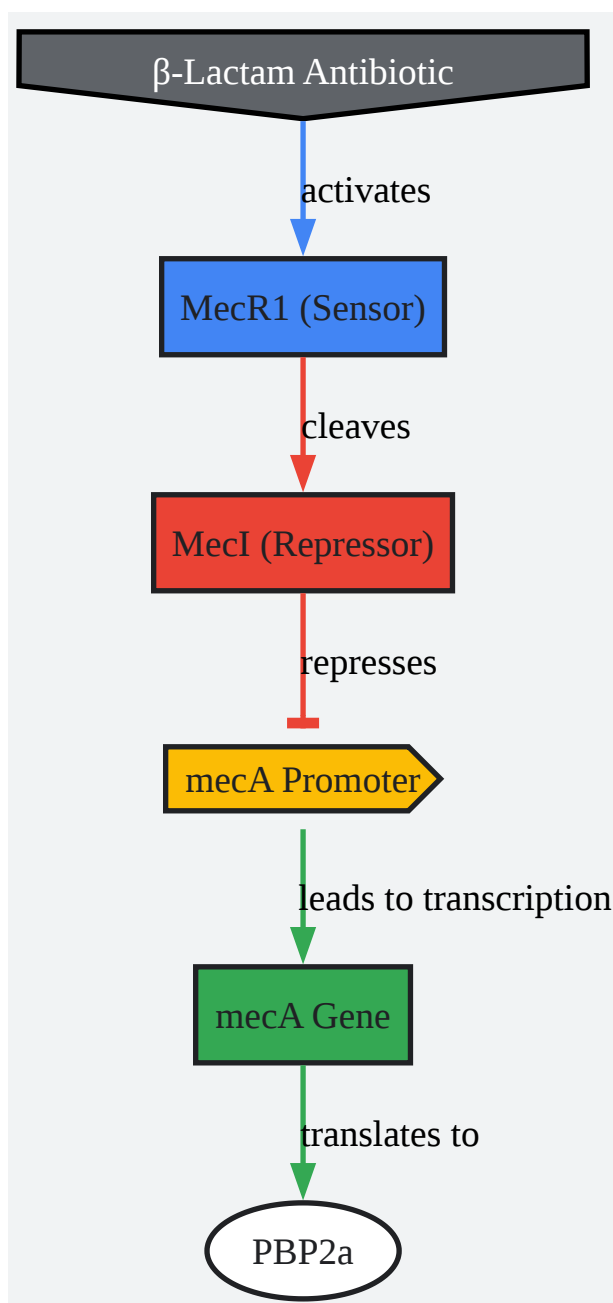 β-Lactam Antibiotic
activates
MecR1 (Sensor)
cleaves
MecI (Repressor)
represses
mecA Promoter
leads to transcription
mecA Gene
translates to
PBP2a